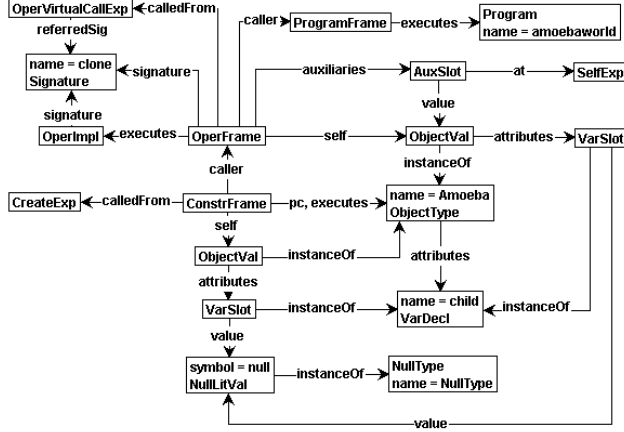 OperVirtualCallExp
calledFrom
caller
ProgramFrame
executes
Program
name = amoebaworld
referredSig
name = clone
Signature
signature
auxiliaries
AuxSlot
at
SelfExp
signature
value
OperImpl
executes
OperFrame
self
ObjectVal
attributes
VarSlot
caller
instanceOf
CreateExp
calledFrom
ConstrFrame
pc, executes
name = Amoeba
ObjectType
self
ObjectVal
instanceOf
attributes
attributes
VarSlot
instanceOf
name = child
VarDecl
instanceOf
value
symbol = null
NullLitVal
instanceOf
NullType
name = NullType
value